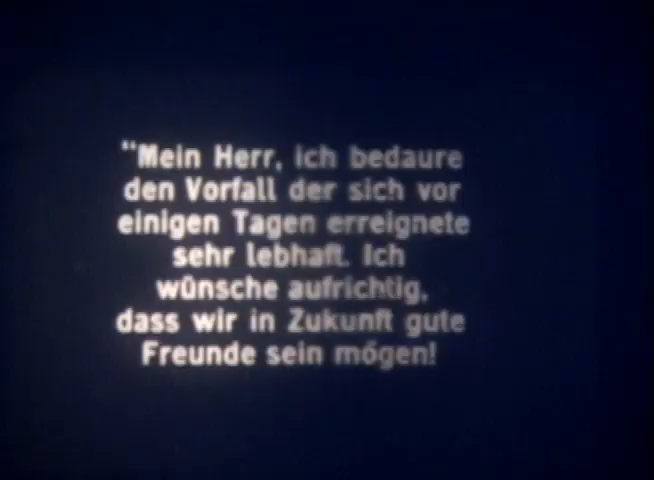 “Mein Herr, ich bedaure
den Vorfall der sich vor
einigen Tagen erreignete
sehr lebhaft. Ich
wünsche aufrichtig,
dass wir in Zukunft gute
Freunde sein mögen!